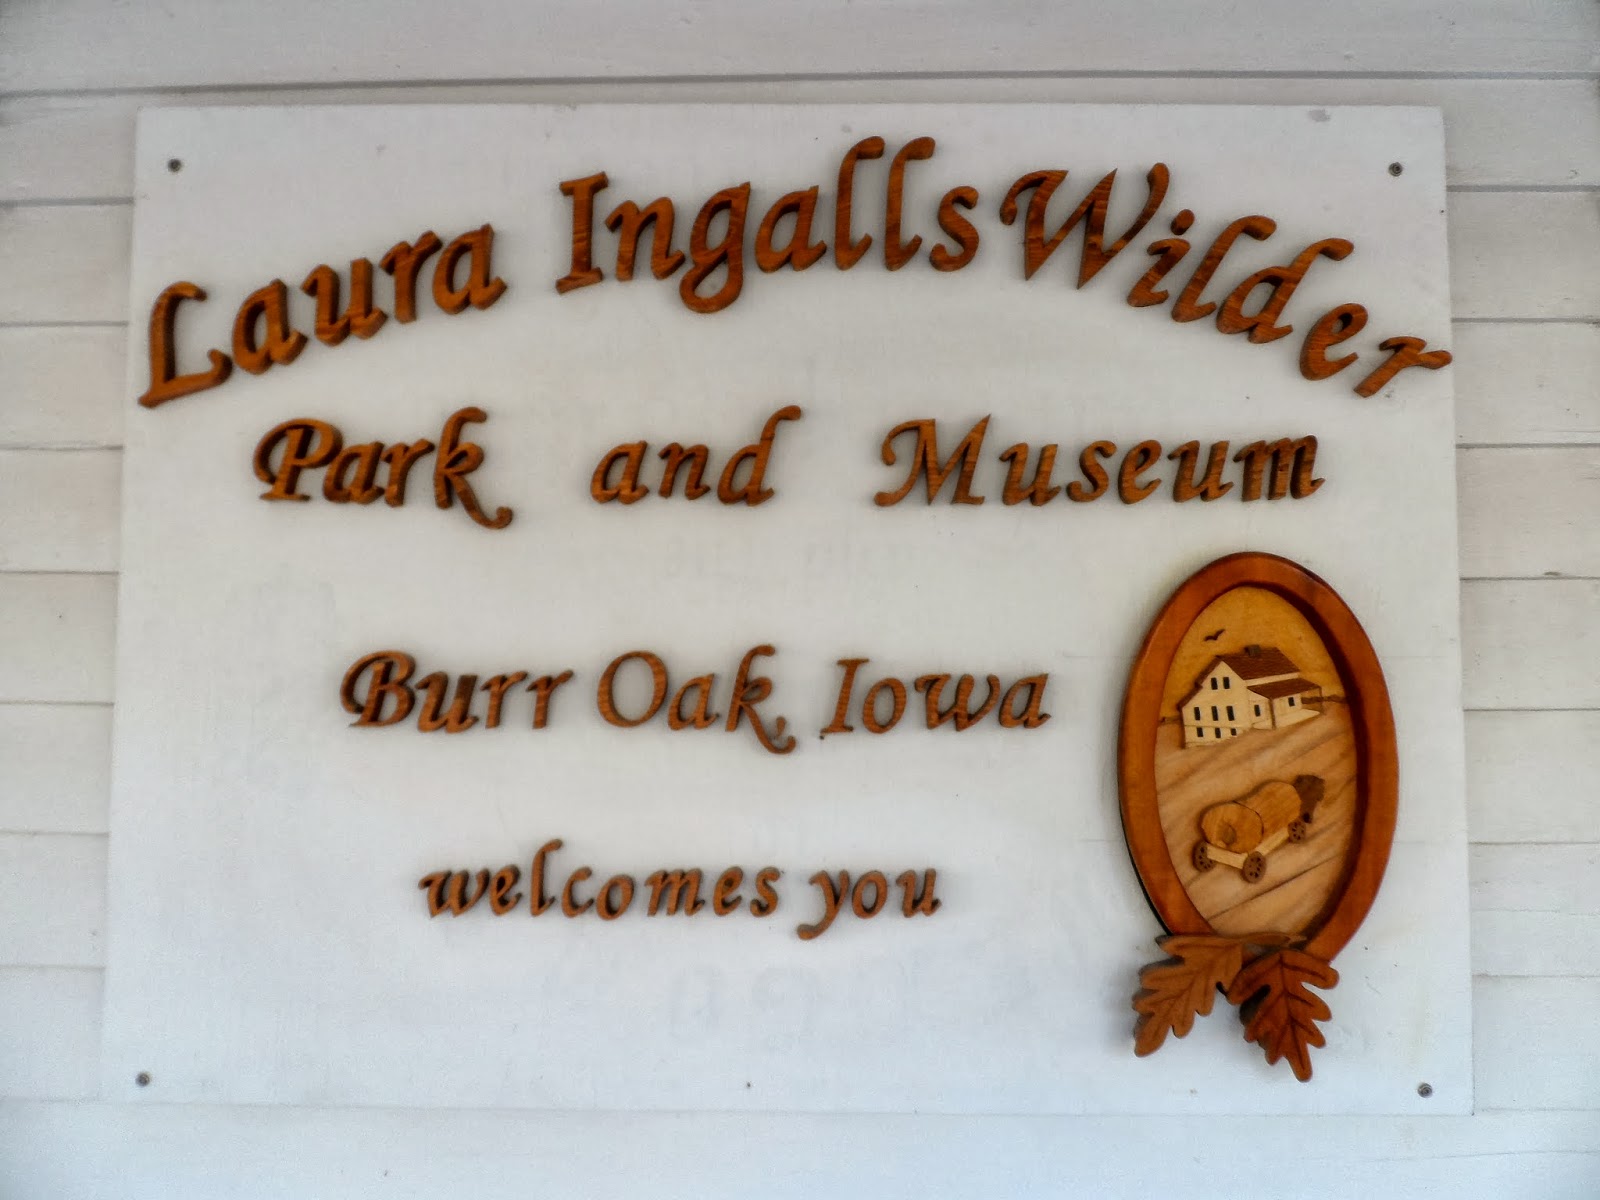 Laura Ingalls Wilder
Park and Museum
Burr Oak, Iowa
welcomes you